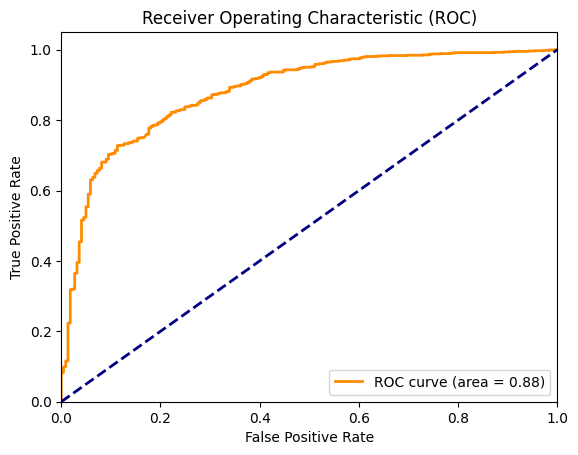 Receiver Operating Characteristic (ROC)
True Positive Rate
1.0
0.8
0.6
0.4
0.2
0.0
ROC curve (area = 0.88)
0.0 0.2 0.4 0.6 0.8 1.0
False Positive Rate